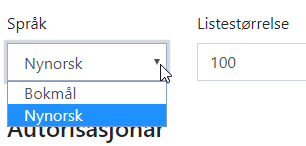 Språk Listestørrelse
Nynorsk 100
Bokmål
Nynorsk
Autorisasjonar